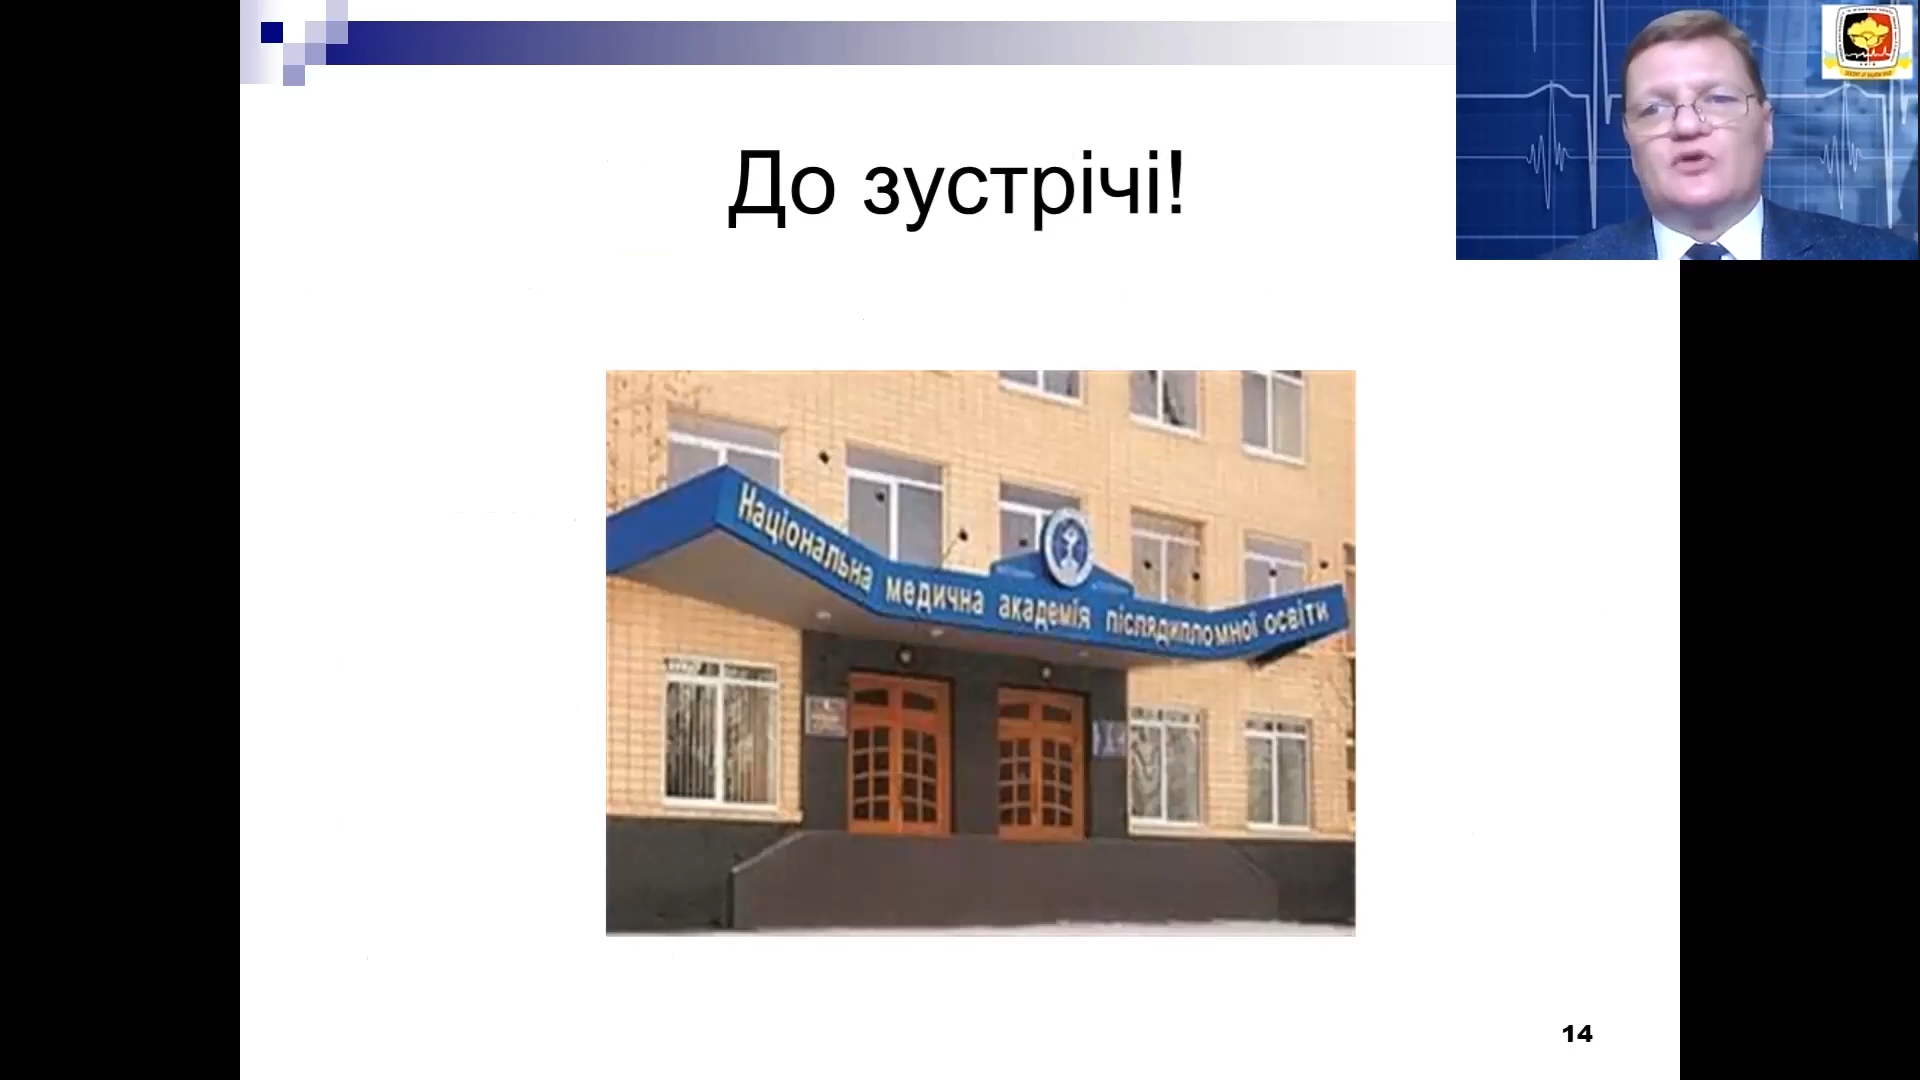 До зустрічі!
Національна медична академія післядипломної освіти
14